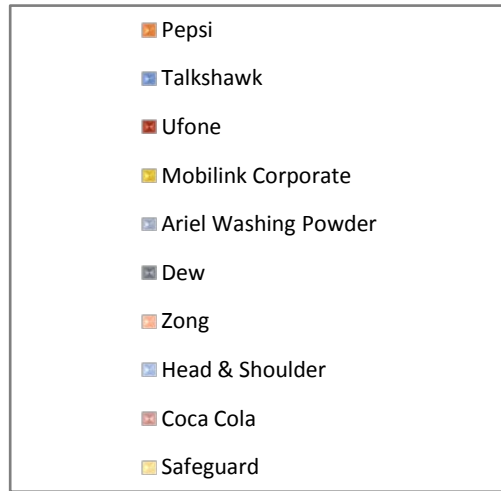 Pepsi
Talkshawk
Ufone
Mobilink Corporate
Ariel Washing Powder
Dew
Zong
Head & Shoulder
Coca Cola
Safeguard